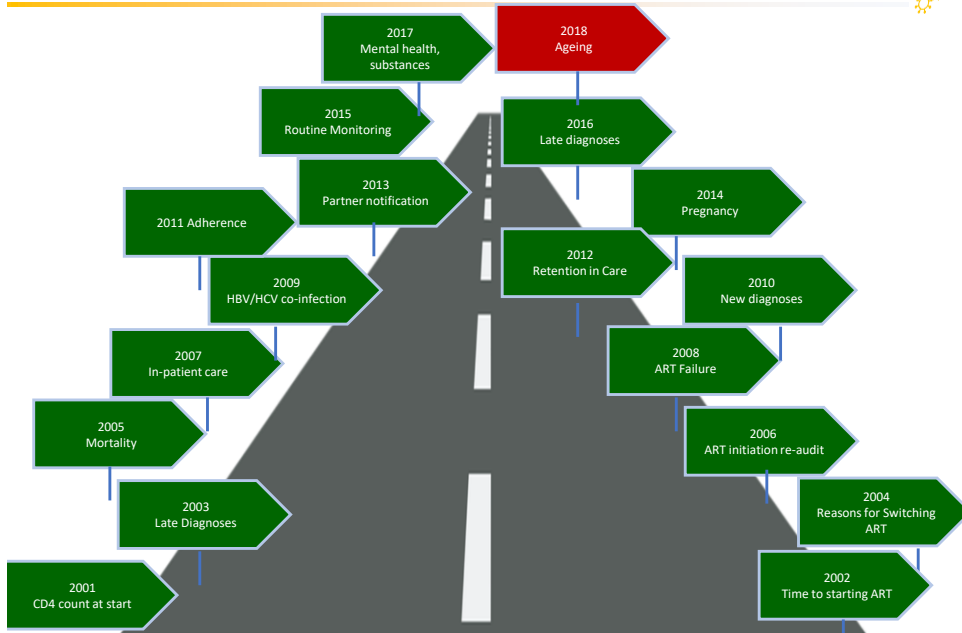 2017
Mental health,
substances
2018
Ageing
2015
Routine Monitoring
2016
Late diagnoses
2013
Partner notification
2014
Pregnancy
2011 Adherence
2012
Retention in Care
2009
HBV/HCV co-infection
2010
New diagnoses
2007
In-patient care
2008
ART Failure
2005
Mortality
2006
ART initiation re-audit
2003
Late Diagnoses
2004
Reasons for Switching
ART
2001
CD4 count at start
2002
Time to starting ART